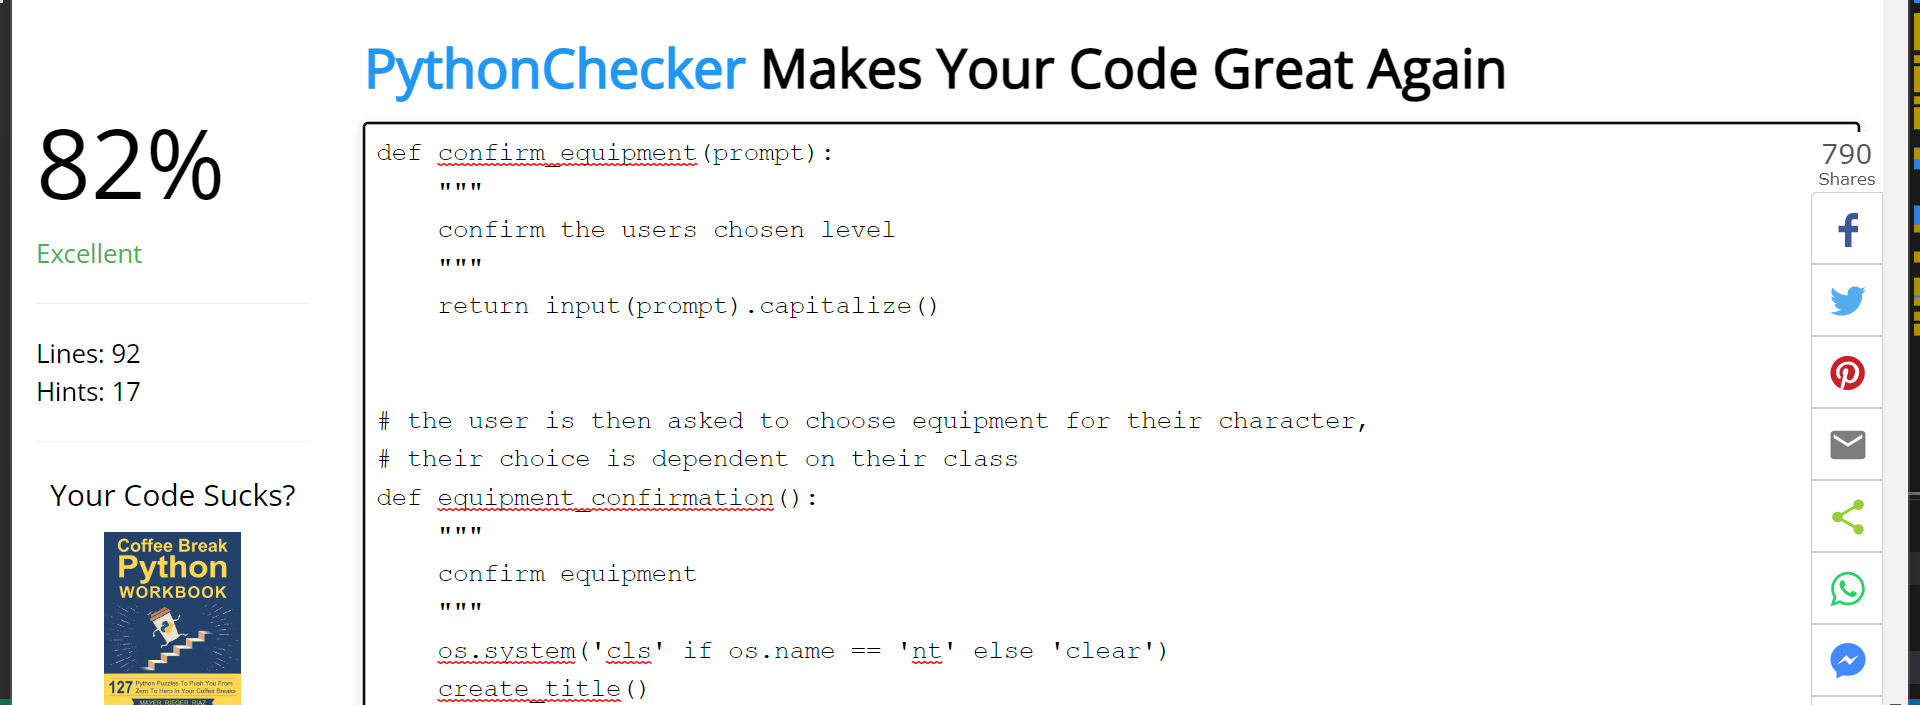 PythonChecker Makes Your Code Great Again
82%
Excellent
Lines: 92
Hints: 17
Your Code Sucks?
Coffee Break
Python
WORKBOOK
127 Python Puzzles To Push You From
Zero To Hero in Your Coffee Breaks
MAYER, RIEGER, RIAZ
def confirm_equipment(prompt):
"""
confirm the users chosen level
"""
return input(prompt).capitalize()
# the user is then asked to choose equipment for their character,
# their choice is dependent on their class
def equipment_confirmation():
"""
confirm equipment
"""
os.system('cls' if os.name == 'nt' else 'clear')
create_title()
790
Shares